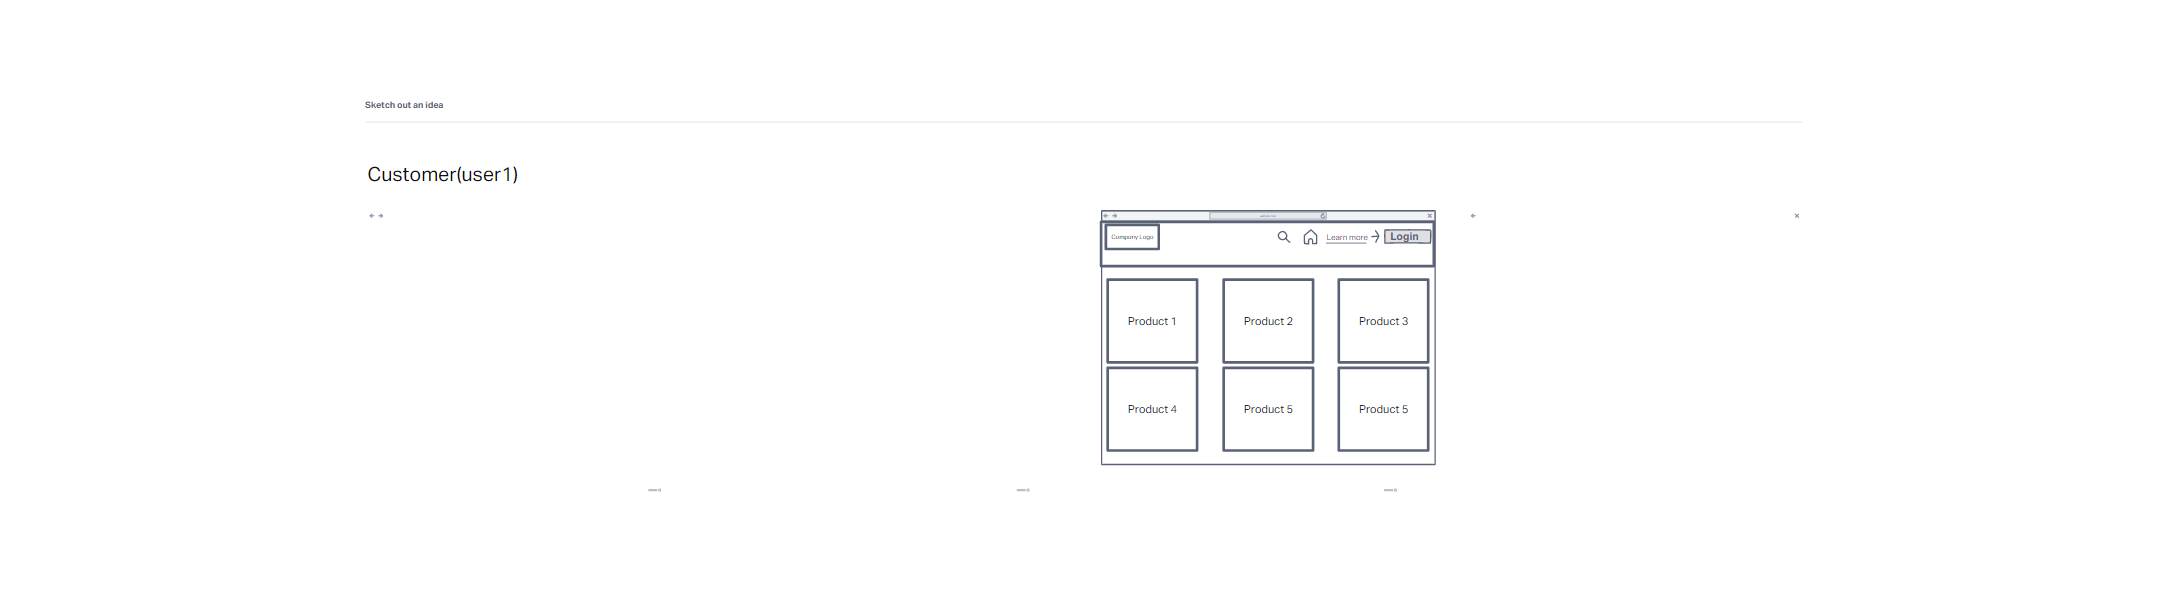 Sketch out an idea
Customer(user1)
Company Logo
Learn more
Login
Product 1
Product 2
Product 3
Product 4
Product 5
Product 5